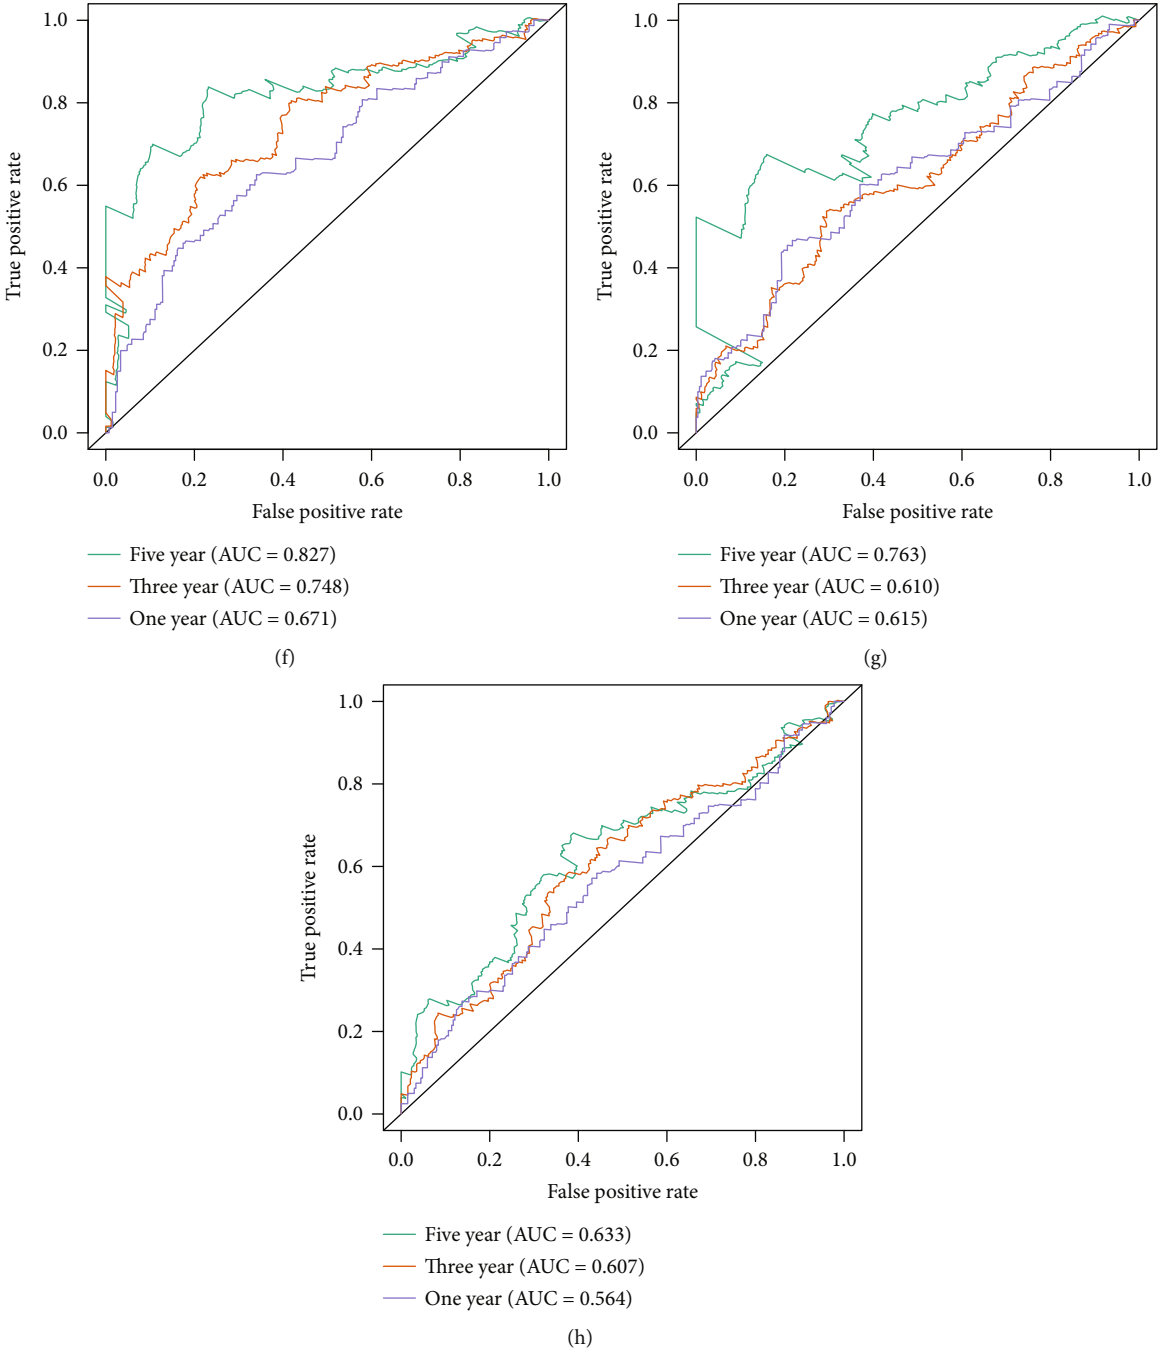 1.0
0.8
0.6
0.4
0.2
0.0
True positive rate
0.0 0.2 0.4 0.6 0.8 1.0
False positive rate
Five year (AUC = 0.827)
Three year (AUC = 0.748)
One year (AUC = 0.671)
(f)
1.0
0.8
0.6
0.4
0.2
0.0
True positive rate
0.0 0.2 0.4 0.6 0.8 1.0
False positive rate
Five year (AUC = 0.763)
Three year (AUC = 0.610)
One year (AUC = 0.615)
(g)
1.0
0.8
0.6
0.4
0.2
0.0
True positive rate
0.0 0.2 0.4 0.6 0.8 1.0
False positive rate
Five year (AUC = 0.633)
Three year (AUC = 0.607)
One year (AUC = 0.564)
(h)